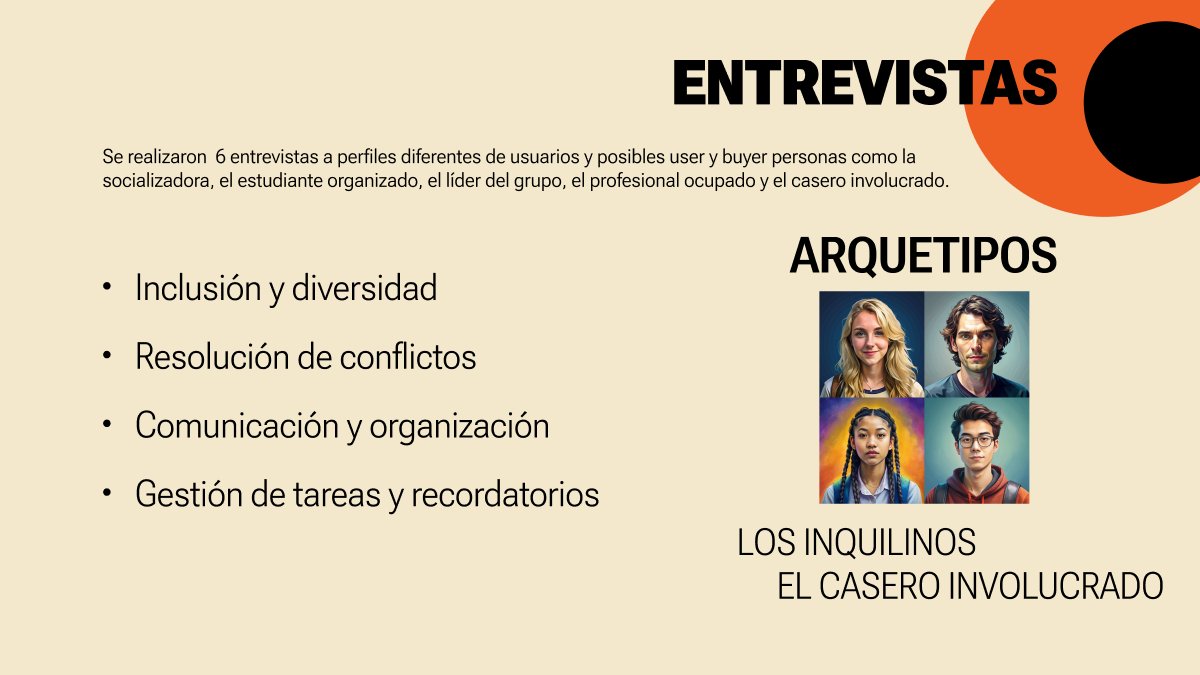 ENTREVISTAS
Se realizaron  6 entrevistas a perfiles diferentes de usuarios y posibles user y buyer personas como la
socializadora, el estudiante organizado, el líder del grupo, el profesional ocupado y el casero involucrado.
• Inclusión y diversidad
• Resolución de conflictos
• Comunicación y organización
• Gestión de tareas y recordatorios
ARQUETIPOS
LOS INQUILINOS
EL CASERO INVOLUCRADO